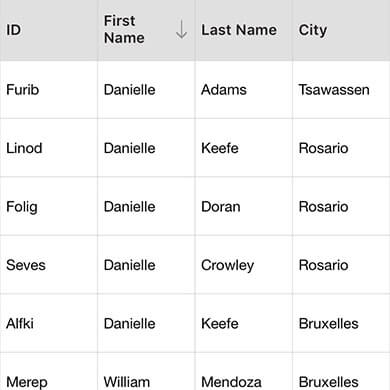 ID First Name Last Name City
Furib Danielle Adams Tsawassen
Linod Danielle Keefe Rosario
Folig Danielle Doran Rosario
Seves Danielle Crowley Rosario
Alfki Danielle Keefe Bruxelles
Merep William Mendoza Bruxelles